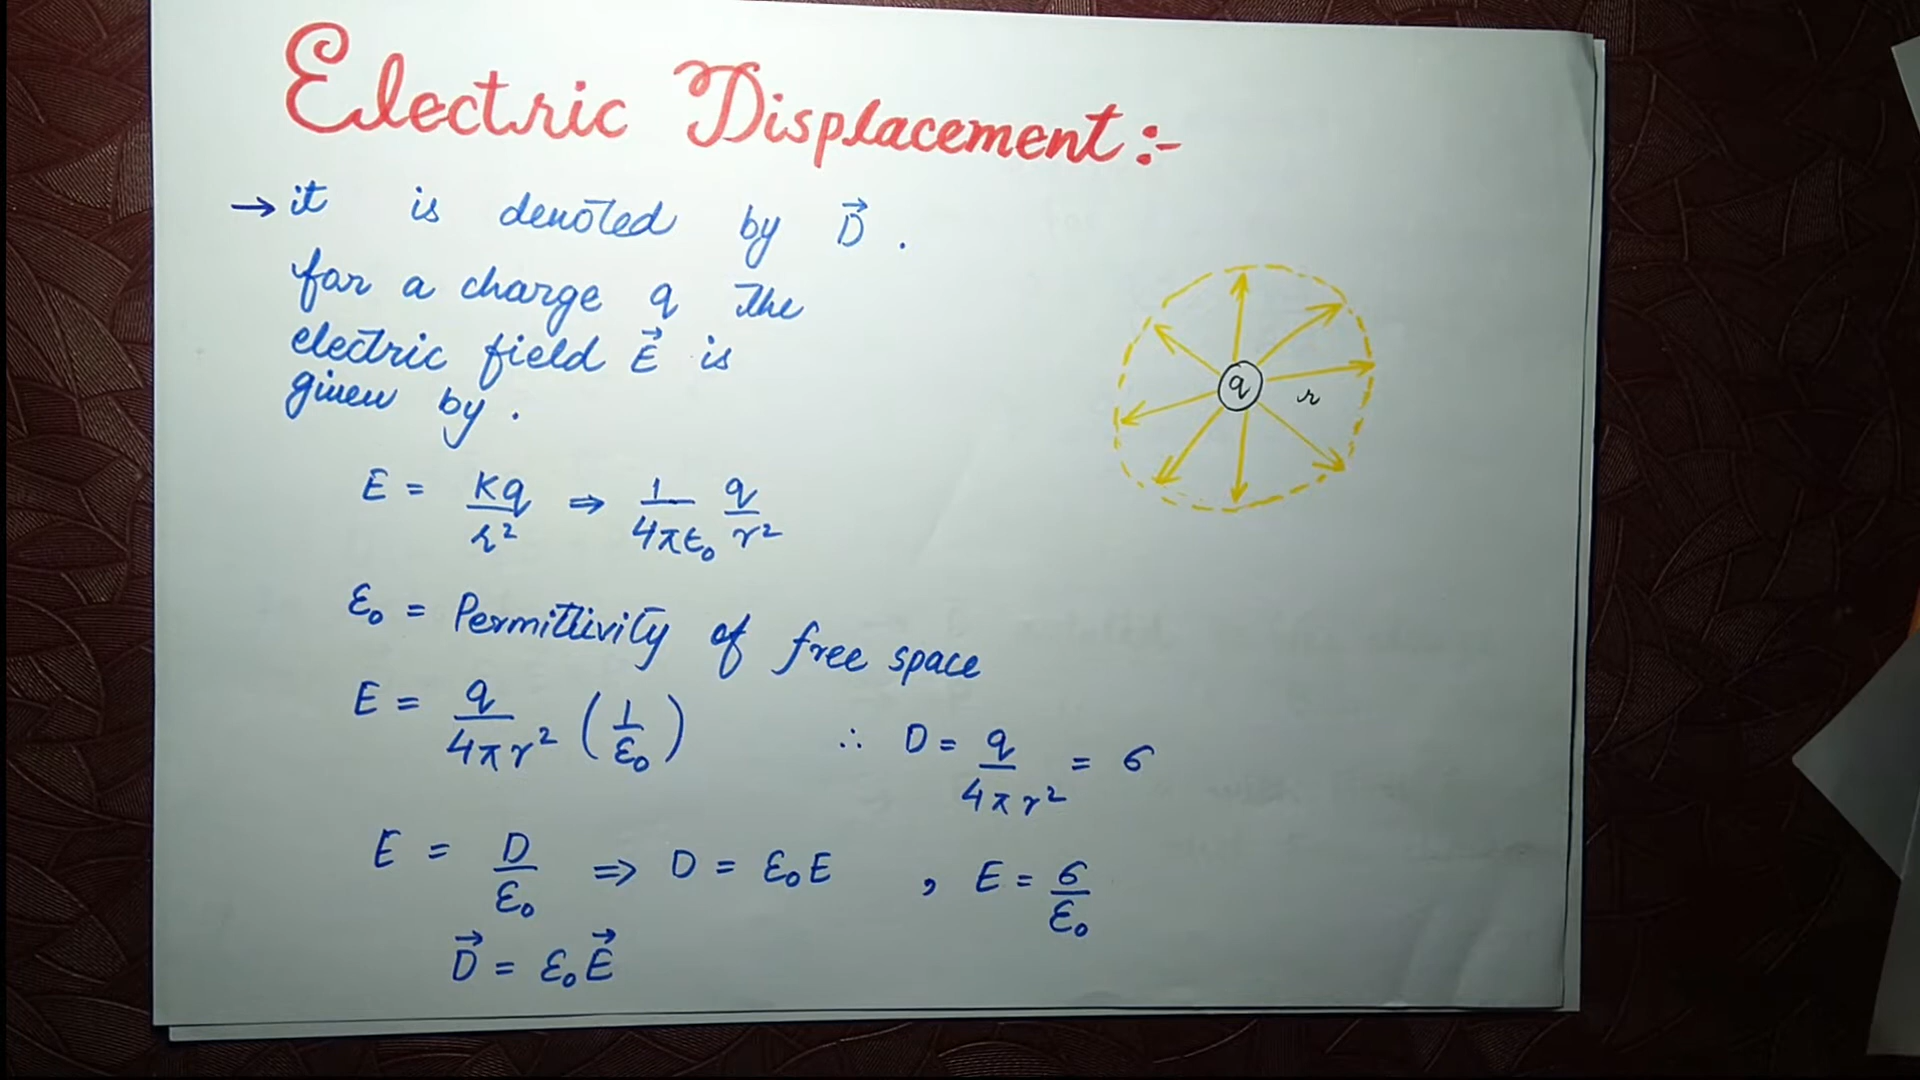 Electric Displacement :-
→ it is denoted by D⃗ .
for a charge q the
electric field E⃗ is
given by .
E = Kq/r² ⇒ 1/4πε₀ q/r²
ε₀ = Permittivity of free space
E = q/4πr² (1/ε₀) ∴ D = q/4πr² = σ
E = D/ε₀ ⇒ D = ε₀E , E = σ/ε₀
D⃗ = ε₀E⃗
q
r